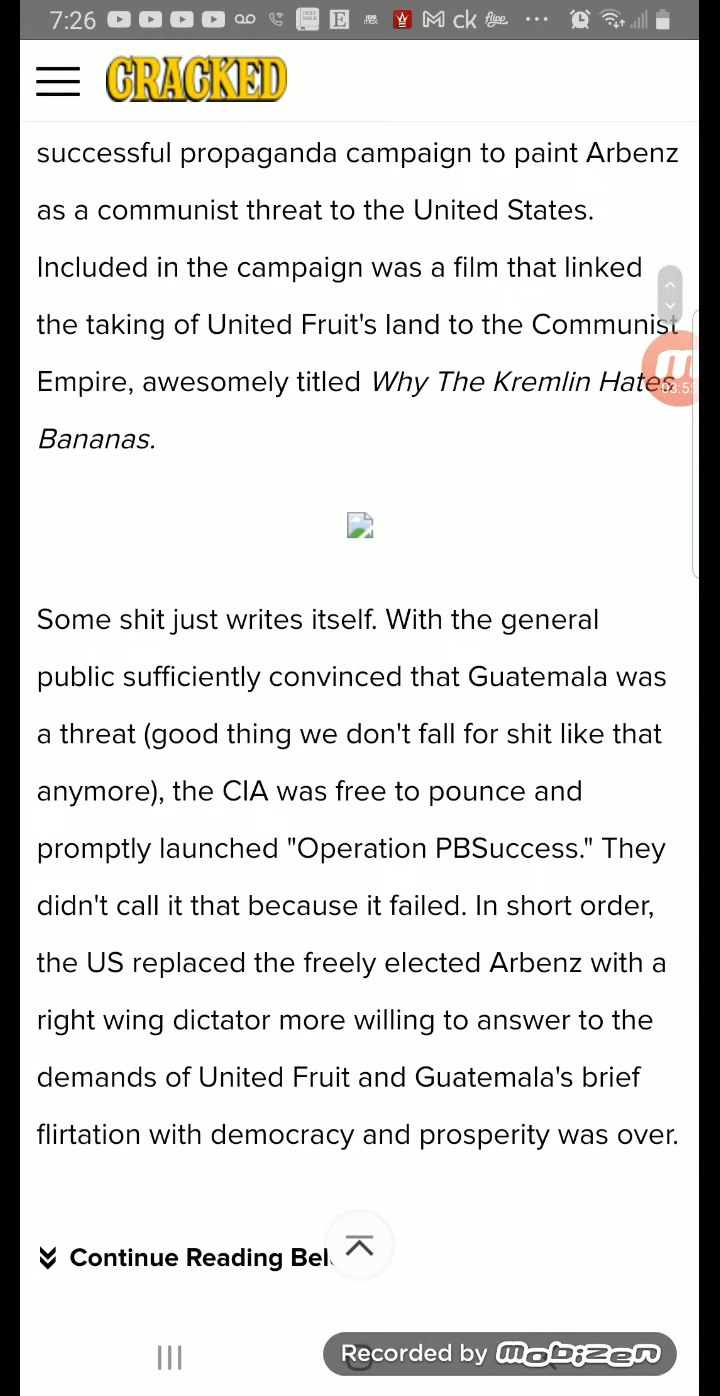 7:26
CRACKED
successful propaganda campaign to paint Arbenz
as a communist threat to the United States.
Included in the campaign was a film that linked
the taking of United Fruit's land to the Communist
Empire, awesomely titled Why The Kremlin Hates
Bananas.
Some shit just writes itself. With the general
public sufficiently convinced that Guatemala was
a threat (good thing we don't fall for shit like that
anymore), the CIA was free to pounce and
promptly launched "Operation PBSuccess." They
didn't call it that because it failed. In short order,
the US replaced the freely elected Arbenz with a
right wing dictator more willing to answer to the
demands of United Fruit and Guatemala's brief
flirtation with democracy and prosperity was over.
Continue Reading Bel
Recorded by mobizen